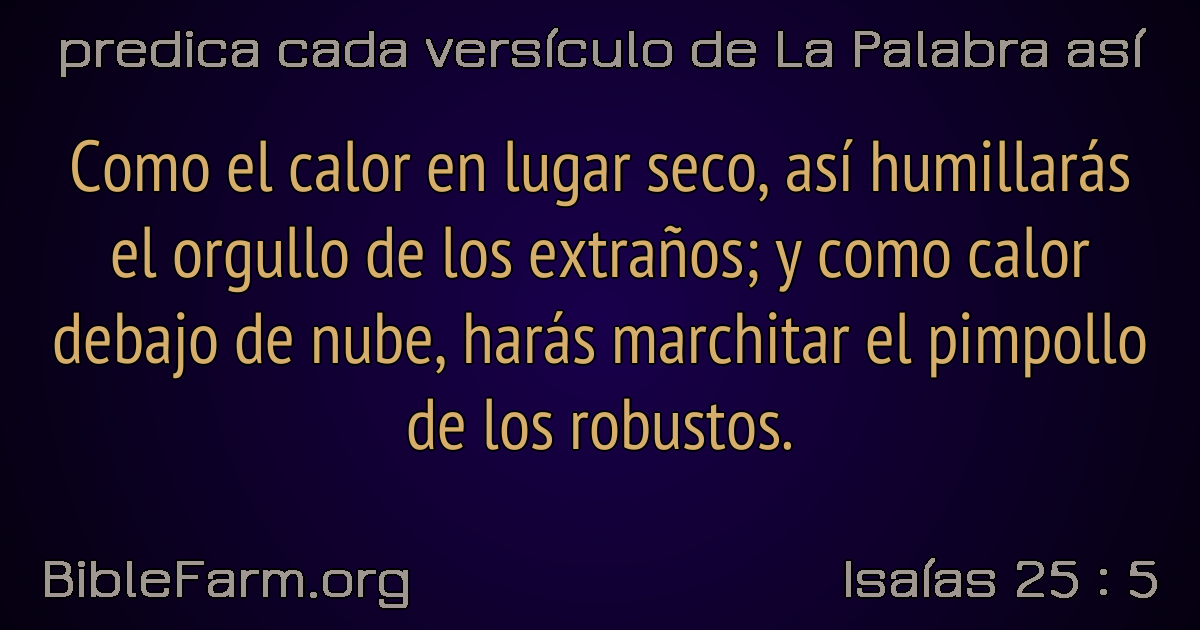 predica cada versículo de La Palabra así
Como el calor en lugar seco, así humillarás
el orgullo de los extraños; y como calor
debajo de nube, harás marchitar el pimpollo
de los robustos.
BibleFarm.org
Isaías 25 : 5